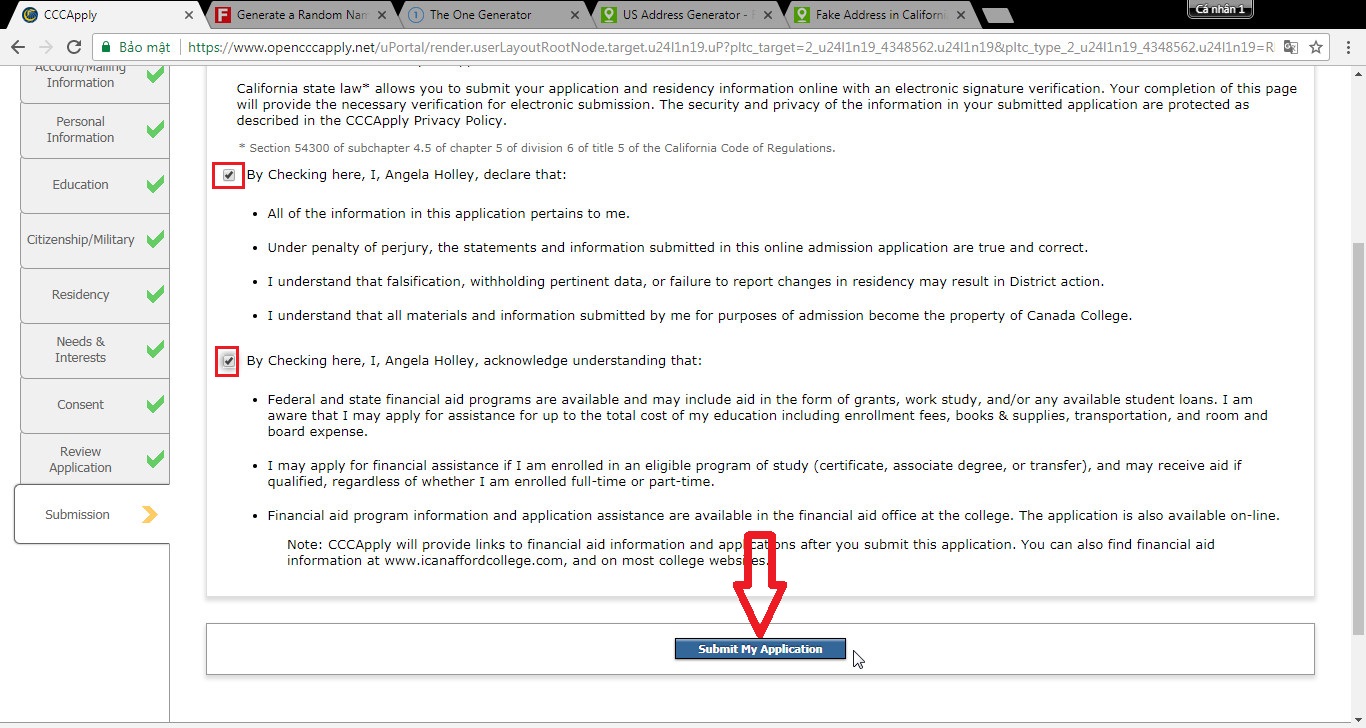 CCCApply
Generate a Random Nam
The One Generator
US Address Generator - F
Fake Address in Californi
Cá nhân 1
Bảo mật
https://www.opencccapply.net/uPortal/render.userLayoutRootNode.target.u24l1n19.uP?pltc_target=2_u24l1n19_4348562.u24l1n19&pltc_type_2_u24l1n19_4348562.u24l1n19=R
Account/Mailing
Information
Personal
Information
Education
Citizenship/Military
Residency
Needs &
Interests
Consent
Review
Application
Submission
California state law* allows you to submit your application and residency information online with an electronic signature verification. Your completion of this page
will provide the necessary verification for electronic submission. The security and privacy of the information in your submitted application are protected as
described in the CCCApply Privacy Policy.
* Section 54300 of subchapter 4.5 of chapter 5 of division 6 of title 5 of the California Code of Regulations.
By Checking here, I, Angela Holley, declare that:
• All of the information in this application pertains to me.
• Under penalty of perjury, the statements and information submitted in this online admission application are true and correct.
• I understand that falsification, withholding pertinent data, or failure to report changes in residency may result in District action.
• I understand that all materials and information submitted by me for purposes of admission become the property of Canada College.
By Checking here, I, Angela Holley, acknowledge understanding that:
• Federal and state financial aid programs are available and may include aid in the form of grants, work study, and/or any available student loans. I am
aware that I may apply for assistance for up to the total cost of my education including enrollment fees, books & supplies, transportation, and room and
board expense.
• I may apply for financial assistance if I am enrolled in an eligible program of study (certificate, associate degree, or transfer), and may receive aid if
qualified, regardless of whether I am enrolled full-time or part-time.
• Financial aid program information and application assistance are available in the financial aid office at the college. The application is also available on-line.
Note: CCCApply will provide links to financial aid information and applications after you submit this application. You can also find financial aid
information at www.icanaffordcollege.com, and on most college websites.
Submit My Application